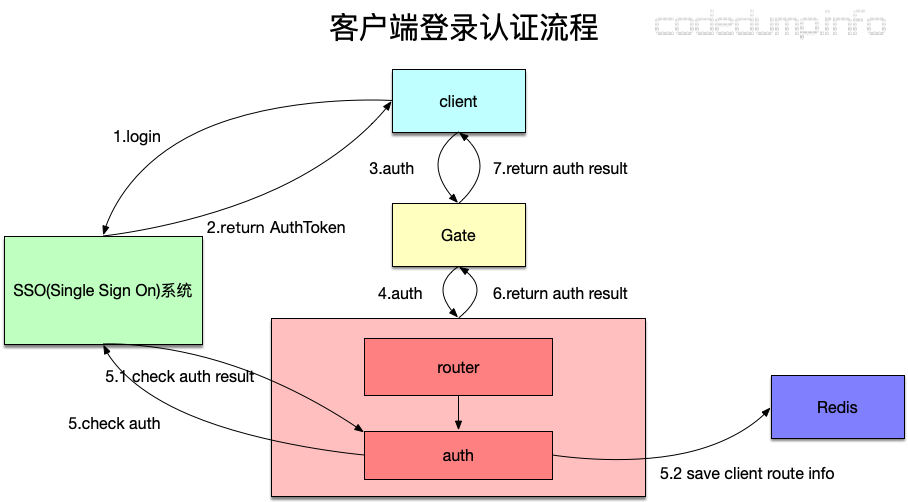 客户端登录认证流程
codedump.info
client
1.login
3.auth
7.return auth result
2.return AuthToken
Gate
SSO(Single Sign On)系统
4.auth
6.return auth result
router
5.1 check auth result
Redis
5.check auth
auth
5.2 save client route info